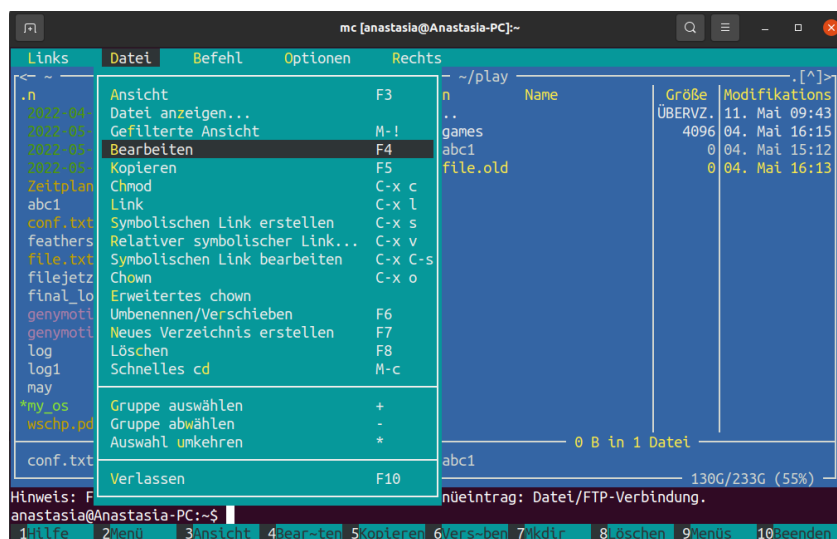 mc [anastasia@Anastasia-PC]:~
Links Datei Befehl Optionen Rechts
<─ ~ ~/play .[^]>
.n n Name Größe Modifikations
.. ÜBERVZ. 11. Mai 09:43
games 4096 04. Mai 16:15
abc1 0 04. Mai 15:12
file.old 0 04. Mai 16:13
2022-04-
2022-05-
2022-05-
2022-05-
Zeitplan
abc1
conf.txt
feathers
file.txt
filejetz
final_lo
genymoti
genymoti
log
log1
may
*my_os
wschp.pd
conf.txt
Ansicht F3
Datei anzeigen...
Gefilterte Ansicht M-!
Bearbeiten F4
Kopieren F5
Chmod C-x c
Link C-x l
Symbolischen Link erstellen C-x s
Relativer symbolischer Link... C-x v
Symbolischen Link bearbeiten C-x C-s
Chown C-x o
Erweitertes chown
Umbenennen/Verschieben F6
Neues Verzeichnis erstellen F7
Löschen F8
Schnelles cd M-c
Gruppe auswählen +
Gruppe abwählen -
Auswahl umkehren *
Verlassen F10
0 B in 1 Datei
abc1
130G/233G (55%)
Hinweis: F nüeintrag: Datei/FTP-Verbindung.
anastasia@Anastasia-PC:~$
1Hilfe 2Menü 3Ansicht 4Bear~ten 5Kopieren 6Vers~ben 7Mkdir 8Löschen 9Menüs 10Beenden